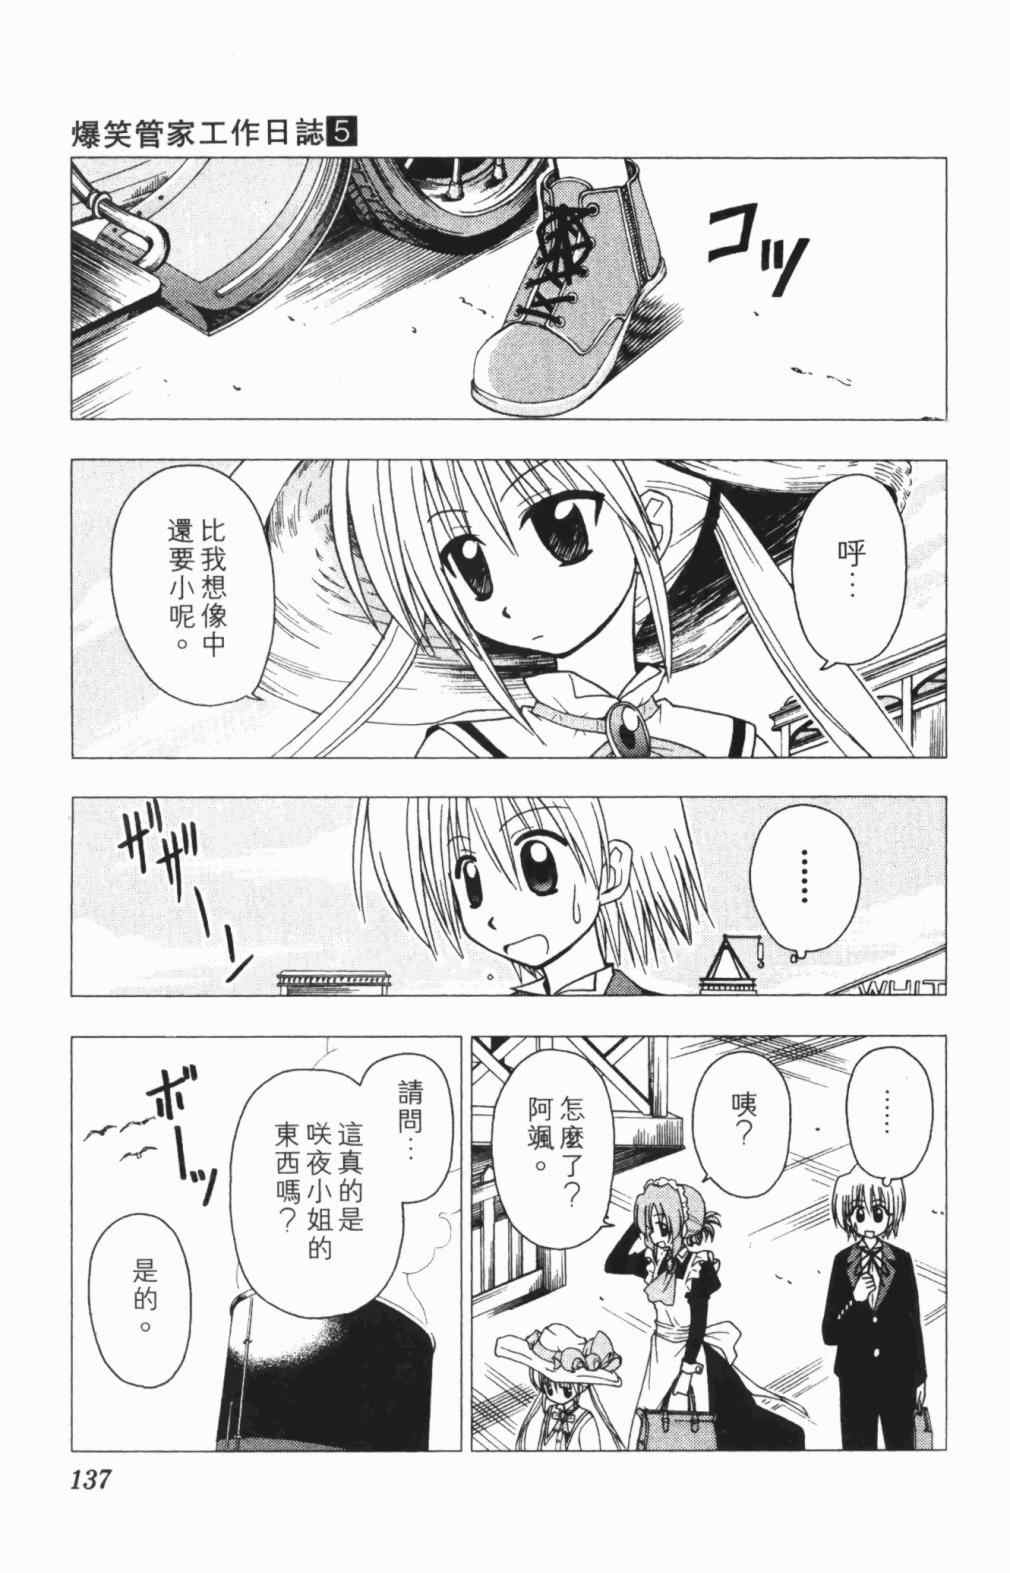 爆笑管家工作日誌5
コツ
呼…
比我想像中
還要小呢。
……
ザザーッ
WHIT
……
咦？
怎麼了？
阿颯。
請問…
這真的是
咲夜小姐的
東西嗎？
ボーッ
是的。
137